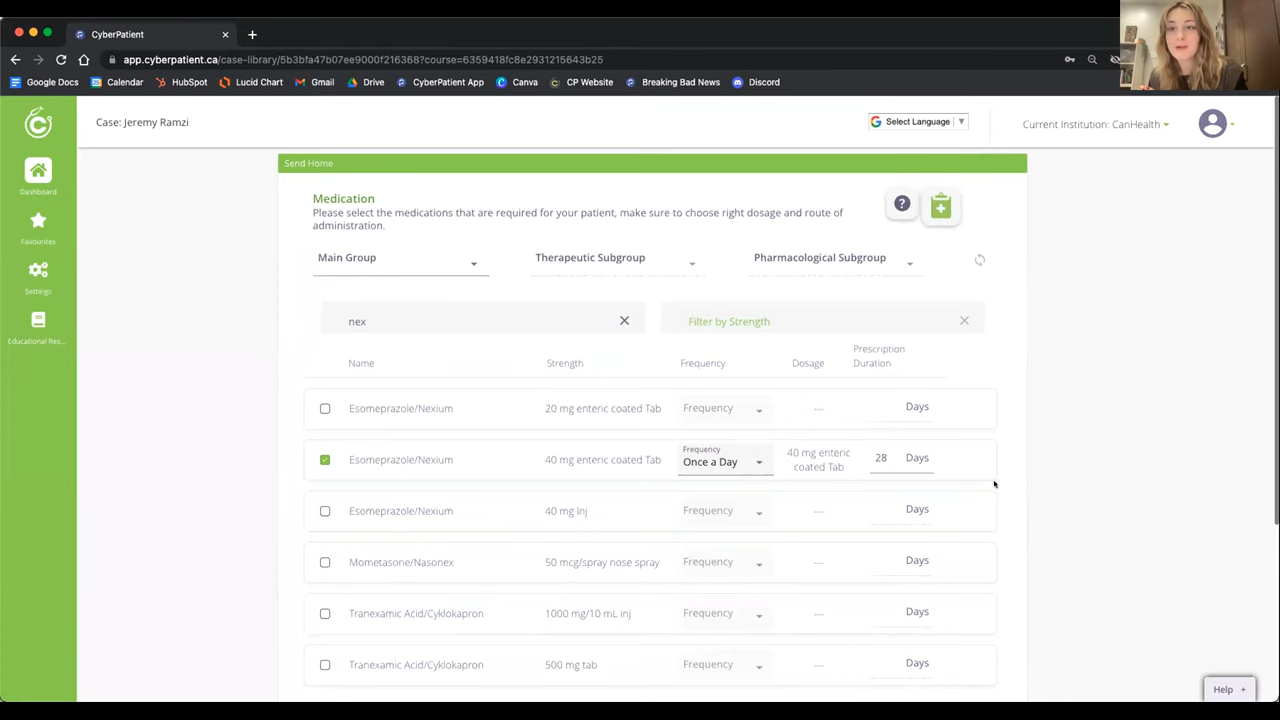 CyberPatient
app.cyberpatient.ca/case-library/5b3bfa47b07ee9000f216368?course=6359418fc8e2931215643b25
Google Docs
Calendar
HubSpot
Lucid Chart
Gmail
Drive
CyberPatient App
Canva
CP Website
Breaking Bad News
Discord
Case: Jeremy Ramzi
Select Language
Current Institution: CanHealth
Dashboard
Favourites
Settings
Educational Res...
Send Home
Medication
Please select the medications that are required for your patient, make sure to choose right dosage and route of
administration.
Main Group
Therapeutic Subgroup
Pharmacological Subgroup
nex
Filter by Strength
Name
Strength
Frequency
Dosage
Prescription
Duration
Esomeprazole/Nexium
20 mg enteric coated Tab
Frequency
---
Days
Esomeprazole/Nexium
40 mg enteric coated Tab
Frequency
Once a Day
40 mg enteric
coated Tab
28
Days
Esomeprazole/Nexium
40 mg Inj
Frequency
---
Days
Mometasone/Nasonex
50 mcg/spray nose spray
Frequency
---
Days
Tranexamic Acid/Cyklokapron
1000 mg/10 mL inj
Frequency
---
Days
Tranexamic Acid/Cyklokapron
500 mg tab
Frequency
---
Days
Help +